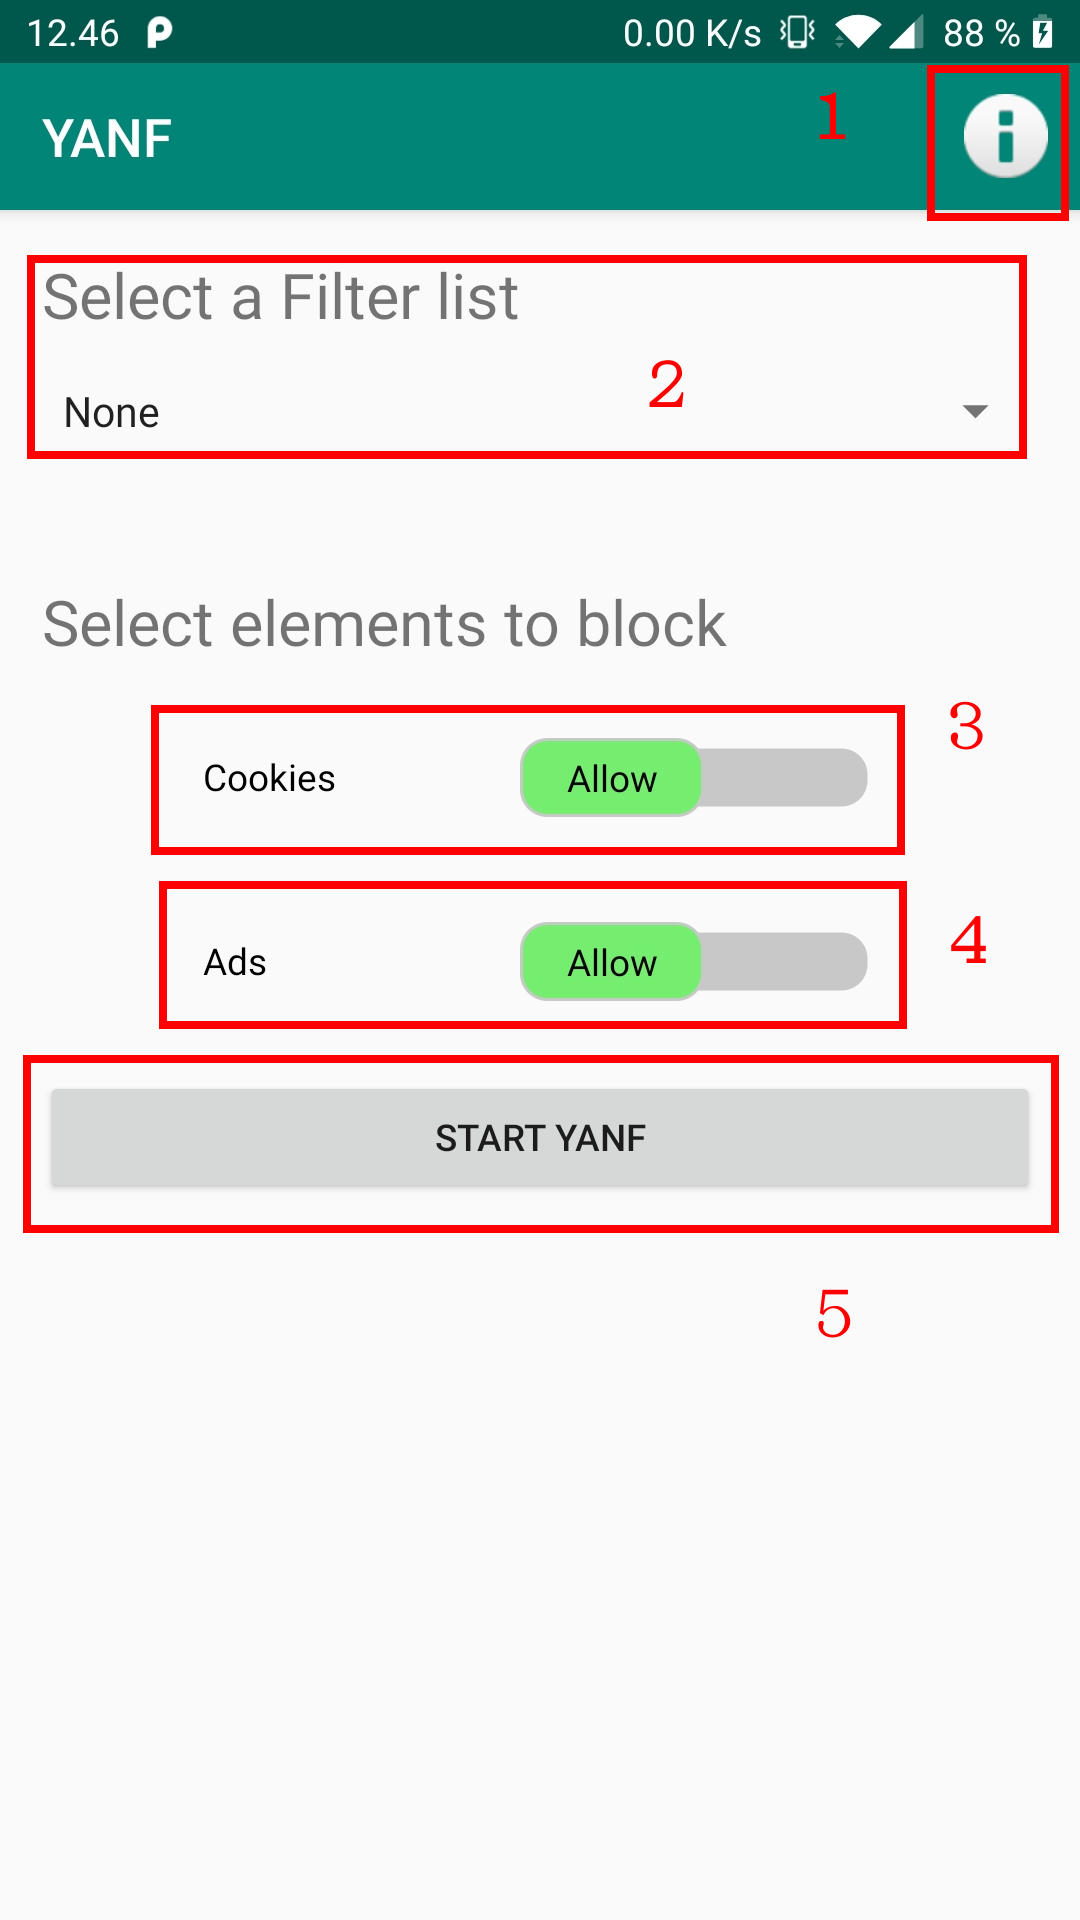 12.46 0.00 K/s 88 %
YANF
1
Select a Filter list
None
2
Select elements to block
Cookies Allow
3
Ads Allow
4
START YANF
5